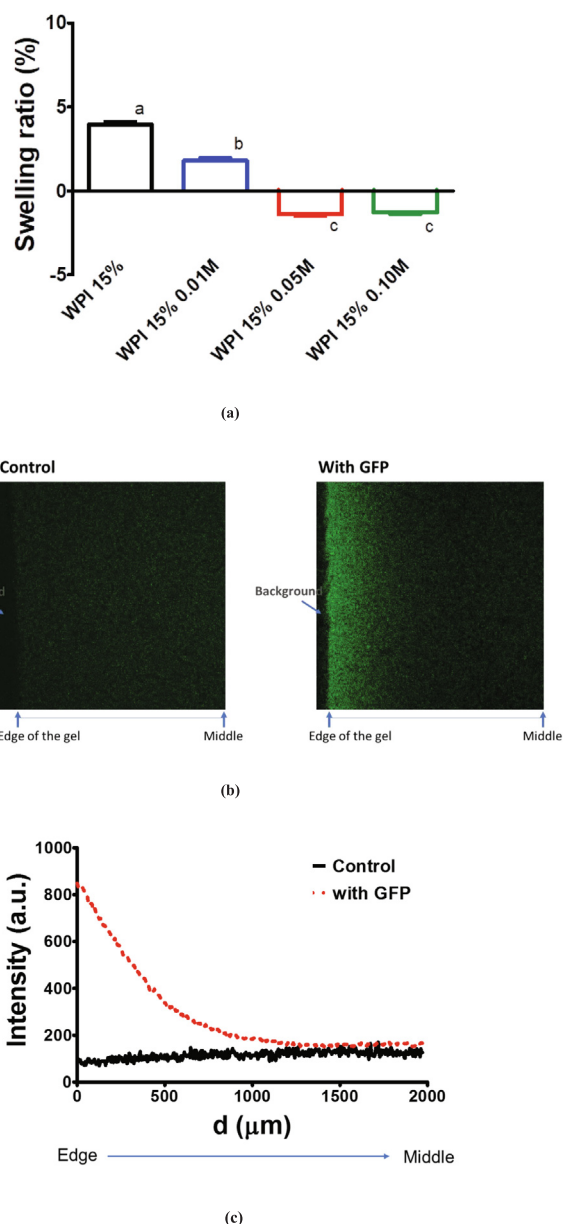 Swelling ratio (%)
10
5
0
-5
a
b
c
c
WPI 15%
WPI 15% 0.01M
WPI 15% 0.05M
WPI 15% 0.10M
(a)
Control
With GFP
Background
Edge of the gel
Middle
Edge of the gel
Middle
(b)
Intensity (a.u.)
1000
800
600
400
200
0
Control
with GFP
0
500
1000
1500
2000
d (μm)
Edge
Middle
(c)